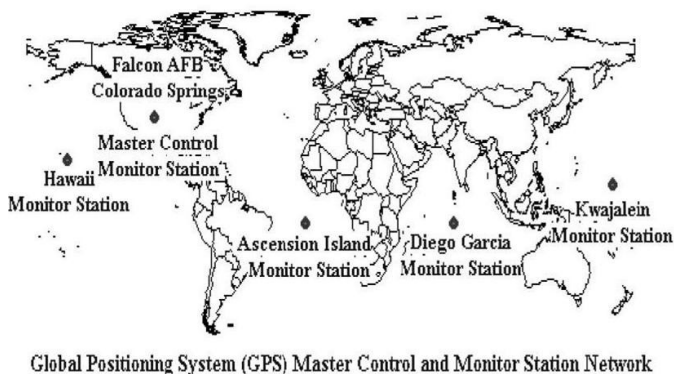 Falcon AFB
Colorado Springs
Master Control
Monitor Station
Hawaii
Monitor Station
Ascension Island
Monitor Station
Diego Garcia
Monitor Station
Kwajalein
Monitor Station
Global Positioning System (GPS) Master Control and Monitor Station Network